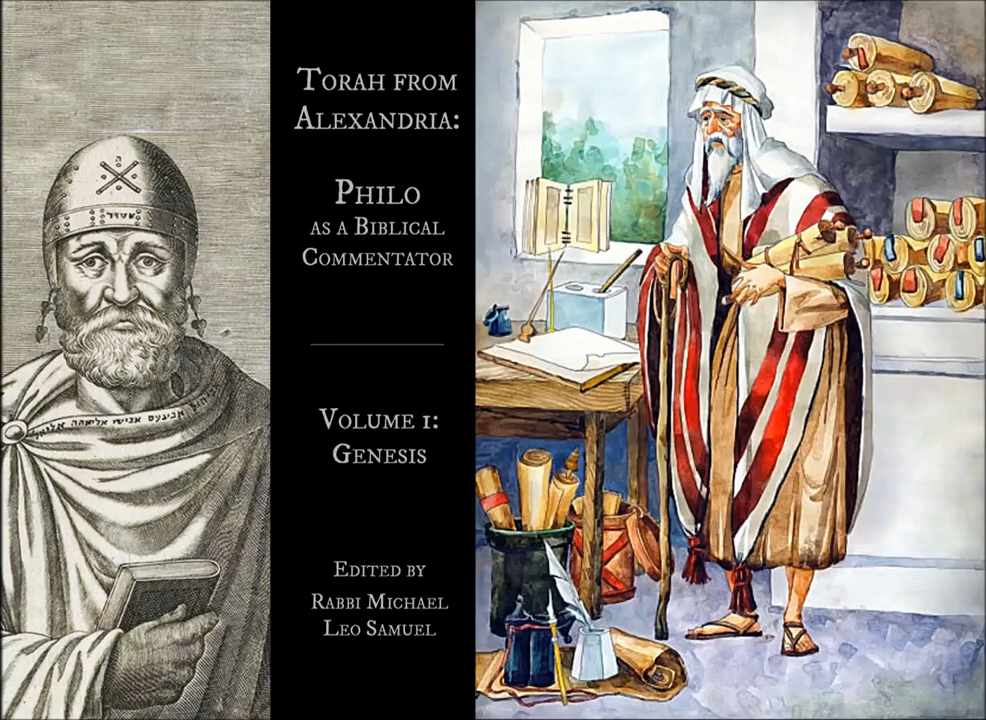 TORAH FROM
ALEXANDRIA:
PHILO
AS A BIBLICAL
COMMENTATOR
VOLUME 1:
GENESIS
EDITED BY
RABBI MICHAEL
LEO SAMUEL